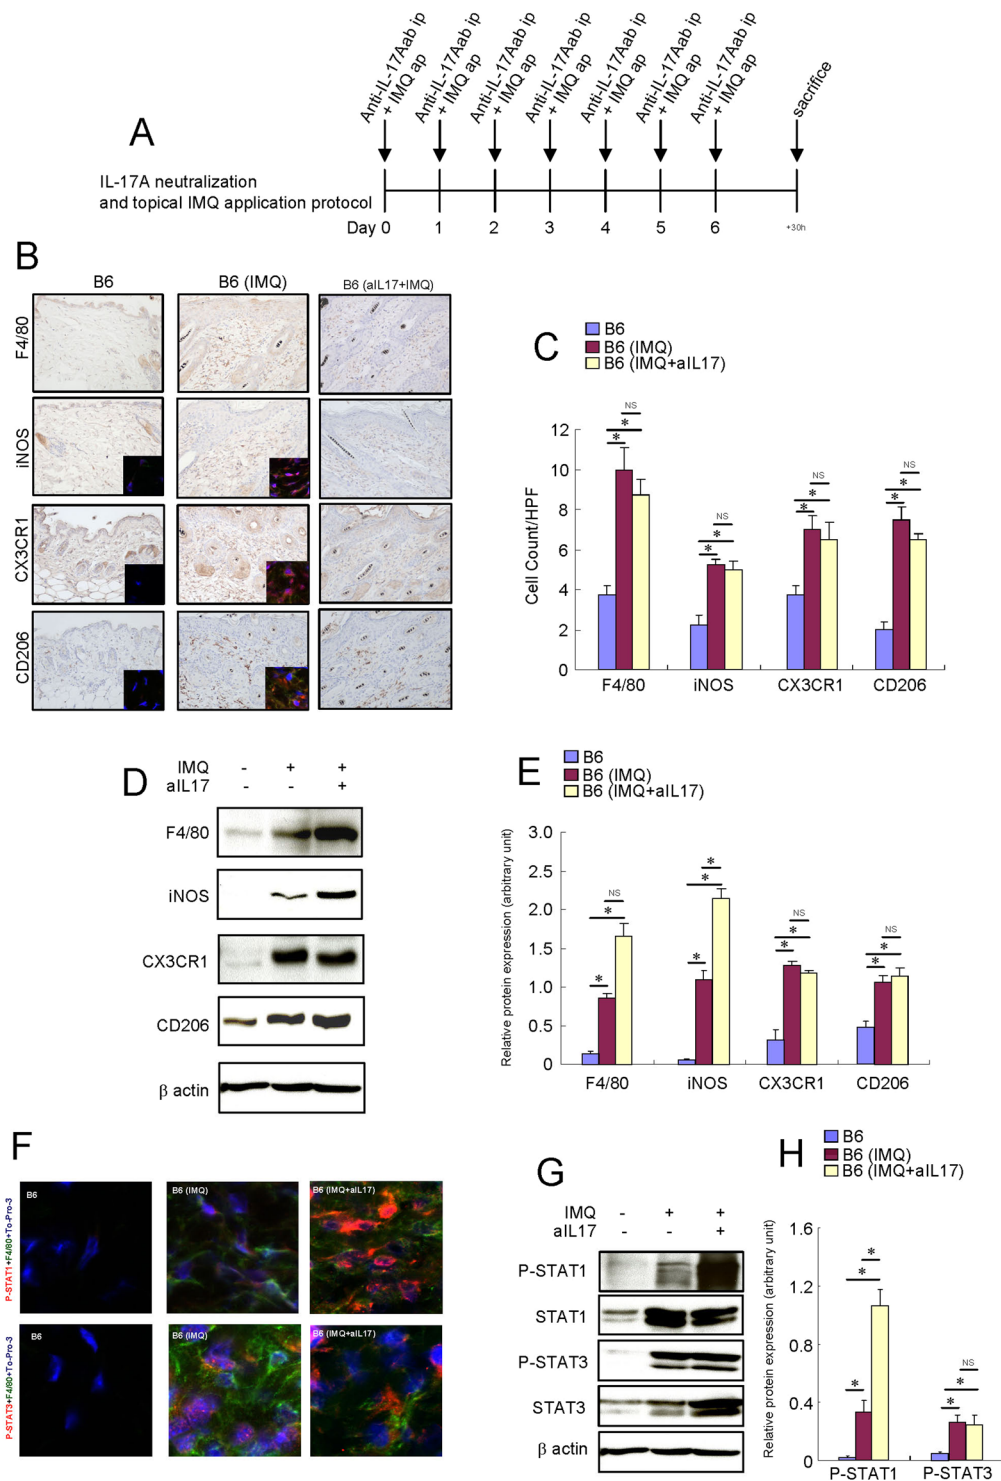 Anti-IL-17Aab ip
+ IMQ ap
Anti-IL-17Aab ip
+ IMQ ap
Anti-IL-17Aab ip
+ IMQ ap
Anti-IL-17Aab ip
+ IMQ ap
Anti-IL-17Aab ip
+ IMQ ap
Anti-IL-17Aab ip
+ IMQ ap
Anti-IL-17Aab ip
+ IMQ ap
sacrifice
A
IL-17A neutralization
and topical IMQ application protocol
Day 0 1 2 3 4 5 6 +30h
B
B6 B6 (IMQ) B6 (aIL17+IMQ)
F4/80
iNOS
CX3CR1
CD206
C
B6
B6 (IMQ)
B6 (IMQ+aIL17)
Cell Count/HPF
12
10
8
6
4
2
0
* * NS
* * NS
* * NS
* * NS
F4/80 iNOS CX3CR1 CD206
D
IMQ - + +
aIL17 - - +
F4/80
iNOS
CX3CR1
CD206
β actin
E
B6
B6 (IMQ)
B6 (IMQ+aIL17)
Relative protein expression (arbitrary unit)
3.0
2.5
2.0
1.5
1.0
0.5
0
* * NS
* * *
* * NS
* * NS
F4/80 iNOS CX3CR1 CD206
F
P-STAT1+F4/80+To-Pro-3
B6 B6 (IMQ) B6 (IMQ+aIL17)
P-STAT3+F4/80+To-Pro-3
B6 B6 (IMQ) B6 (IMQ+aIL17)
G
IMQ - + +
aIL17 - - +
P-STAT1
STAT1
P-STAT3
STAT3
β actin
H
B6
B6 (IMQ)
B6 (IMQ+aIL17)
Relative protein expression (arbitrary unit)
1.6
1.2
0.8
0.4
0
* * *
* * NS
P-STAT1 P-STAT3